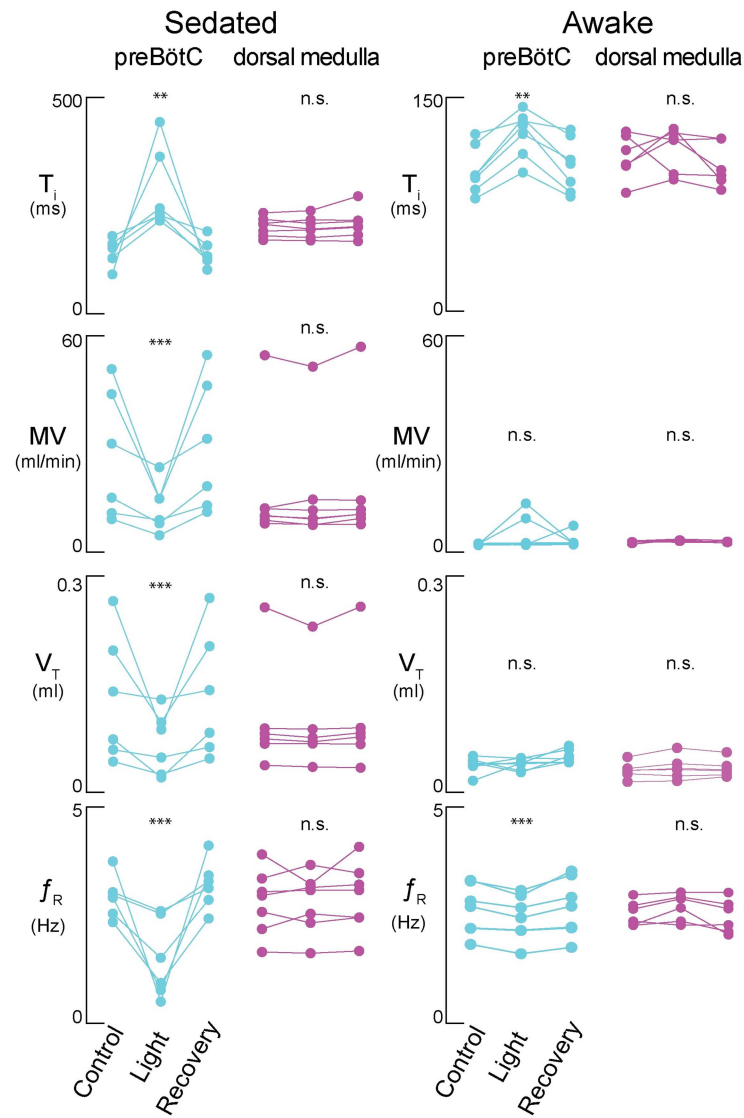 Sedated Awake
preBötC dorsal medulla preBötC dorsal medulla
500 ** n.s. 150 ** n.s.
Ti Ti
(ms) (ms)
0 0
60 *** n.s. 60
MV n.s. n.s. MV n.s. n.s.
(ml/min) (ml/min)
0 0
0.3 *** n.s. 0.3
VT VT n.s. n.s.
(ml) (ml)
0 0
5 *** n.s. 5 *** n.s.
fR fR
(Hz) (Hz)
0 0
Control Light Recovery Control Light Recovery